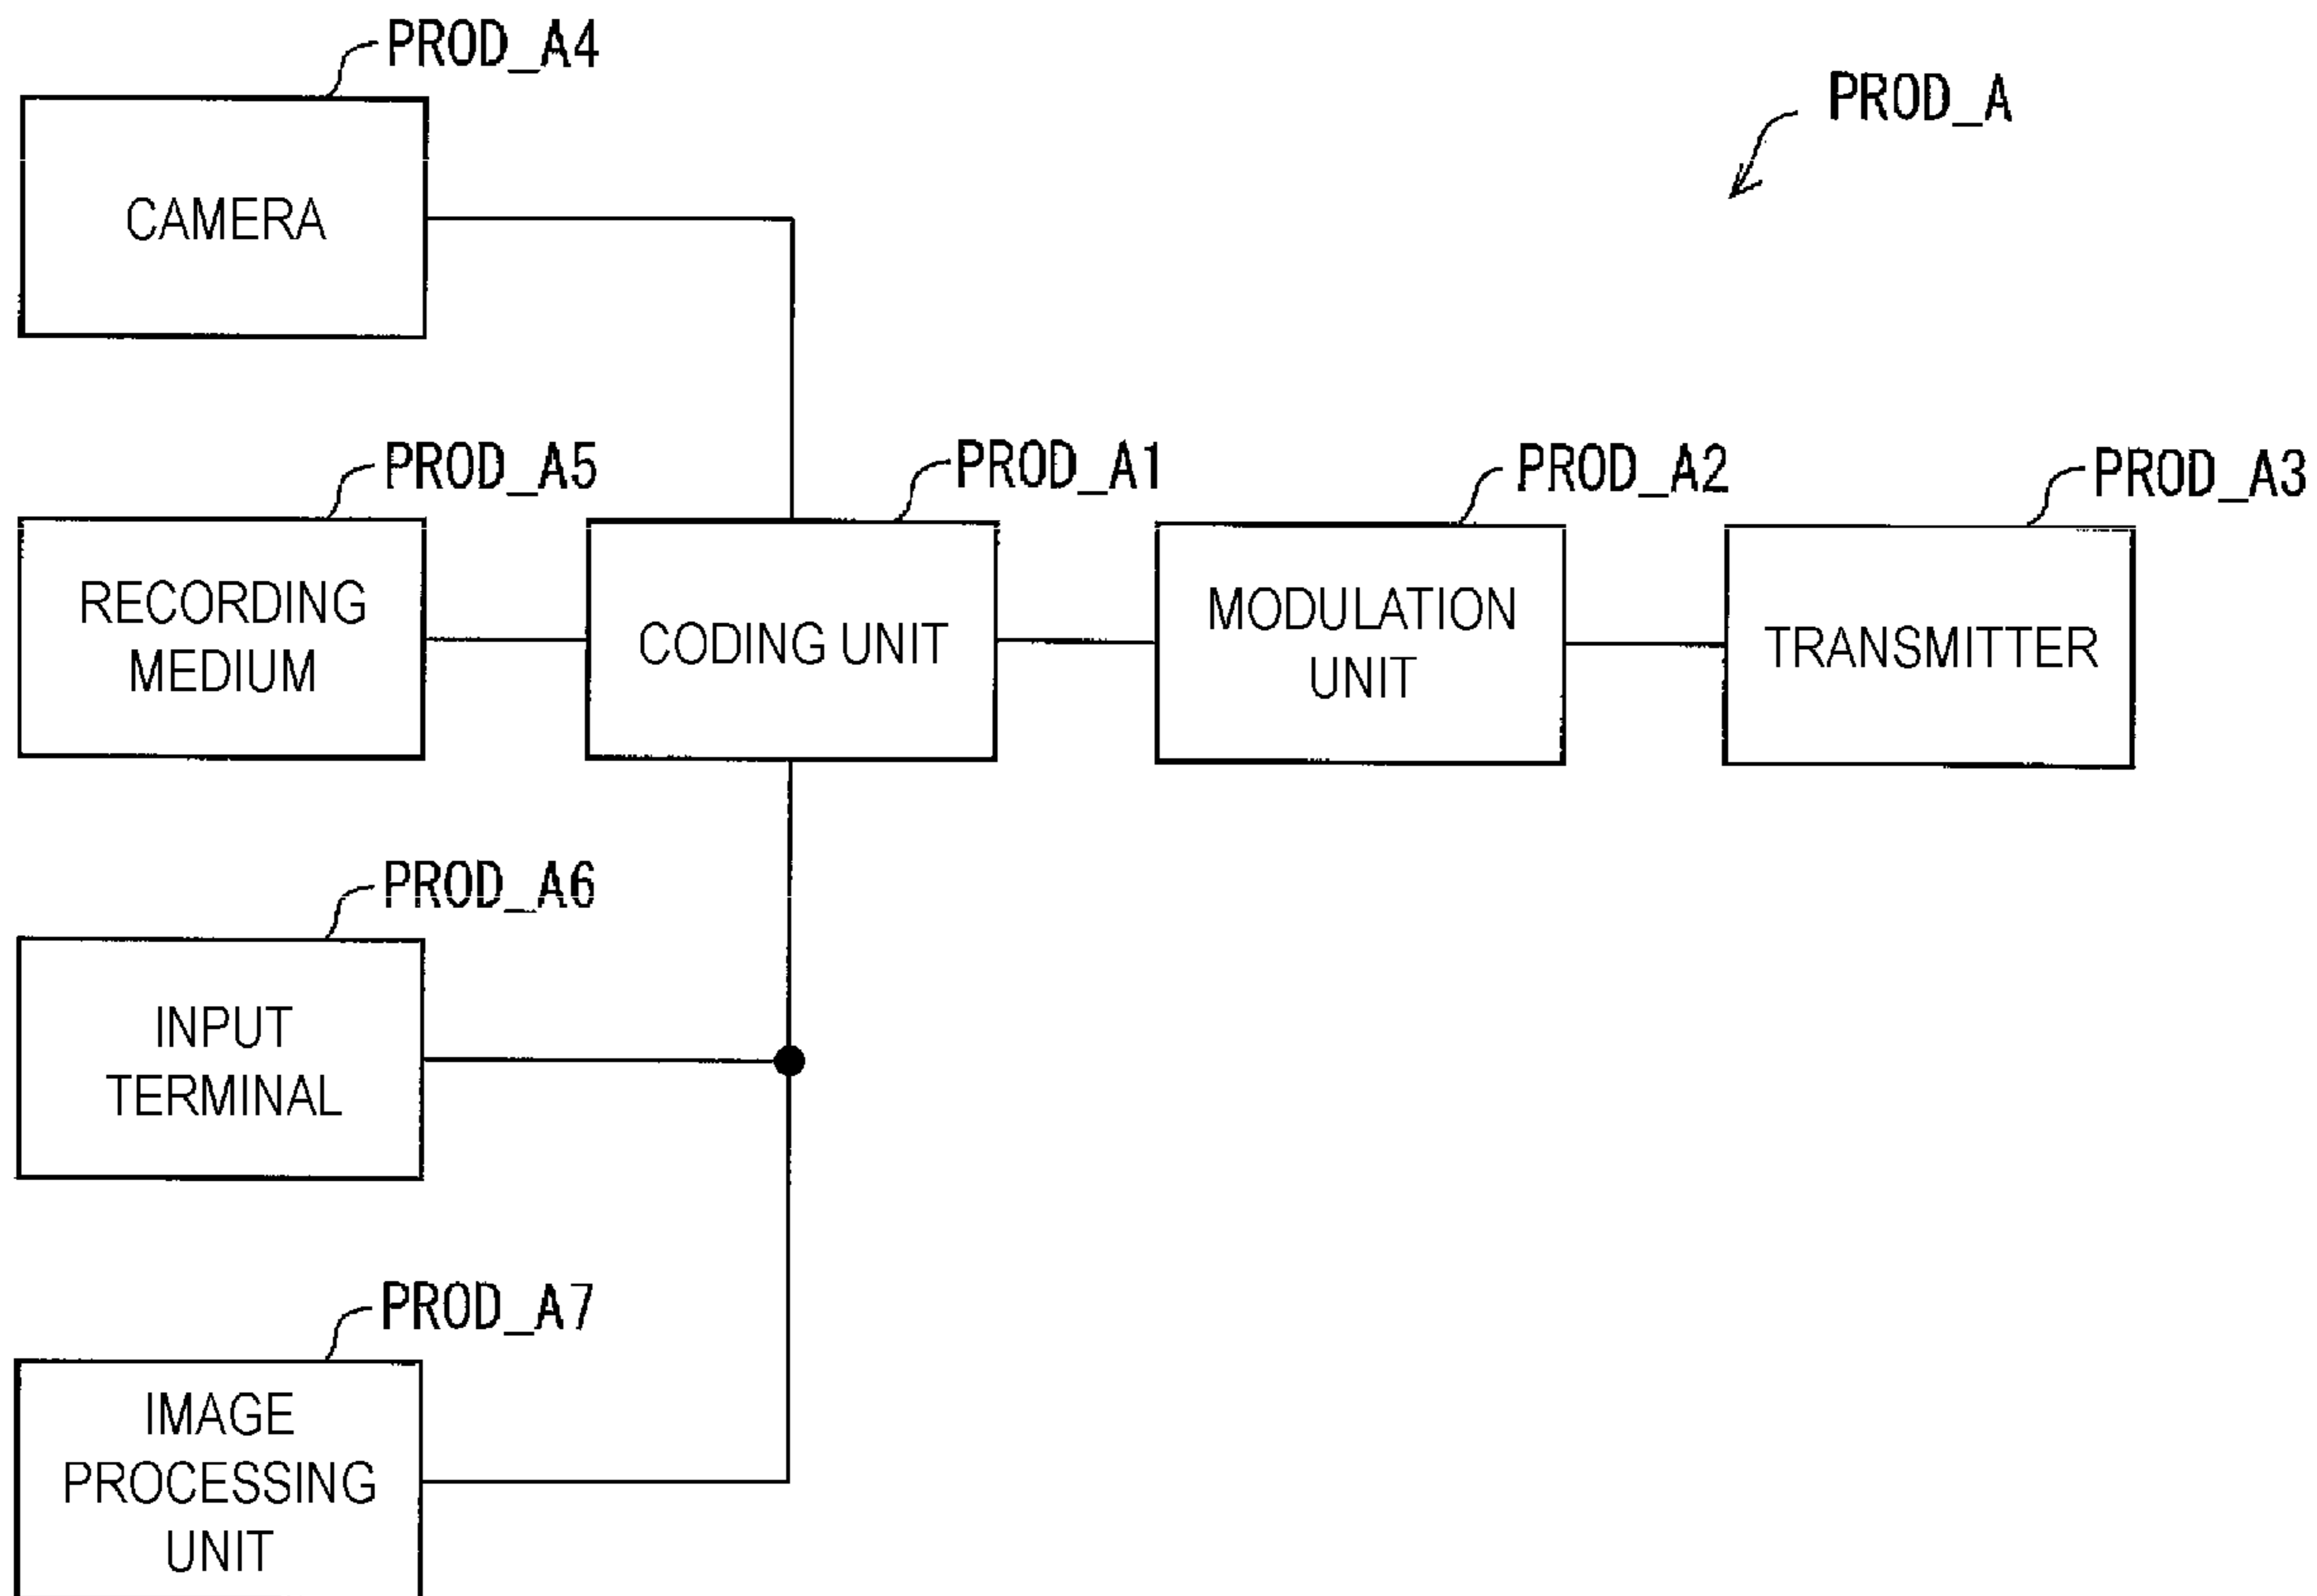 PROD_A4
PROD_A
CAMERA
PROD_A5
PROD_A1
PROD_A2
PROD_A3
RECORDING
MEDIUM
CODING UNIT
MODULATION
UNIT
TRANSMITTER
PROD_A6
INPUT
TERMINAL
PROD_A7
IMAGE
PROCESSING
UNIT